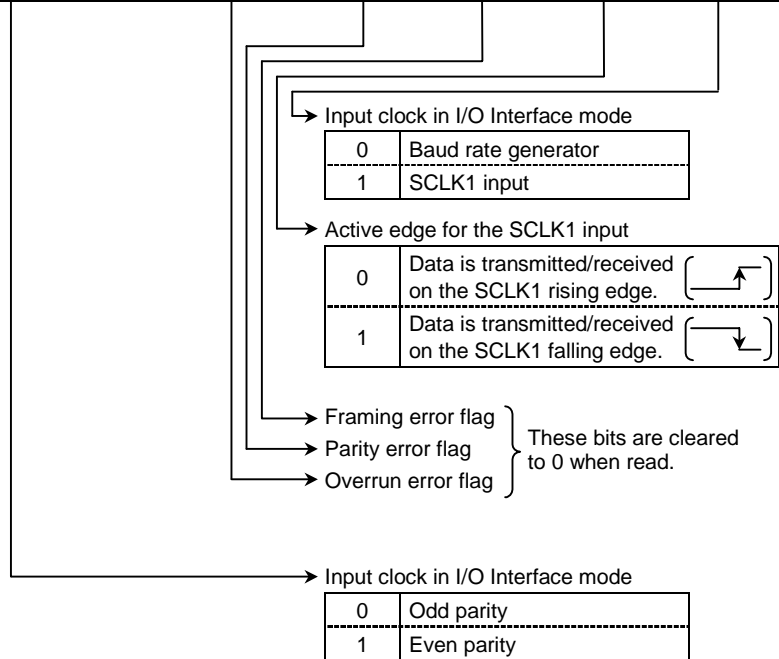 Input clock in I/O Interface mode
0 Baud rate generator
1 SCLK1 input
Active edge for the SCLK1 input
0 Data is transmitted/received
on the SCLK1 rising edge.
1 Data is transmitted/received
on the SCLK1 falling edge.
Framing error flag
Parity error flag
Overrun error flag
These bits are cleared
to 0 when read.
Input clock in I/O Interface mode
0 Odd parity
1 Even parity